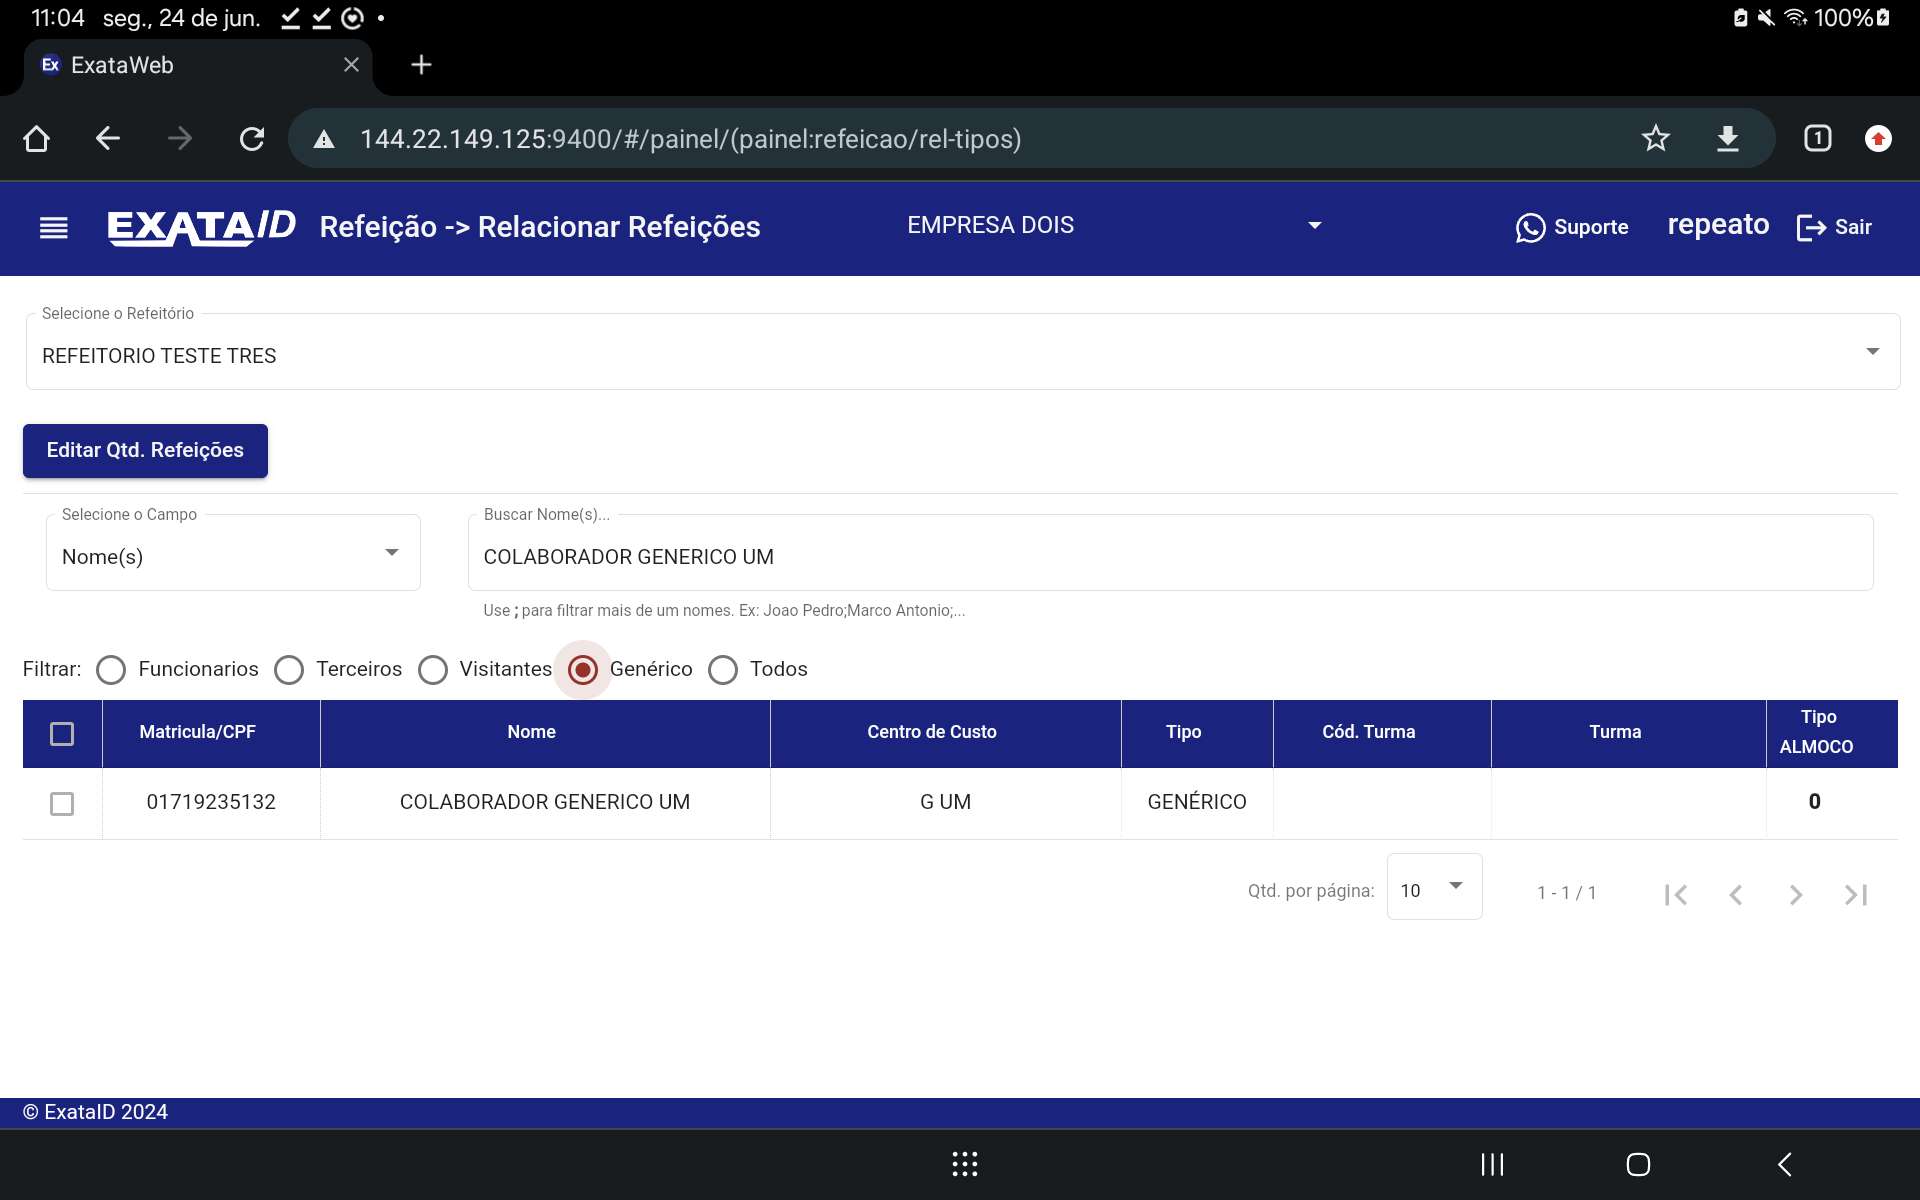 11:04 seg., 24 de jun. 100%
Ex ExataWeb
144.22.149.125:9400/#/painel/(painel:refeicao/rel-tipos) 1
EXATAID Refeição -> Relacionar Refeições EMPRESA DOIS Suporte repeato Sair
Selecione o Refeitório
REFEITORIO TESTE TRES
Editar Qtd. Refeições
Selecione o Campo Buscar Nome(s)...
Nome(s) COLABORADOR GENERICO UM
Use ; para filtrar mais de um nomes. Ex: Joao Pedro;Marco Antonio;...
Filtrar: Funcionarios Terceiros Visitantes Genérico Todos
Matricula/CPF Nome Centro de Custo Tipo Cód. Turma Turma Tipo ALMOCO
01719235132 COLABORADOR GENERICO UM G UM GENÉRICO 0
Qtd. por página: 10 1 - 1 / 1
© ExataID 2024